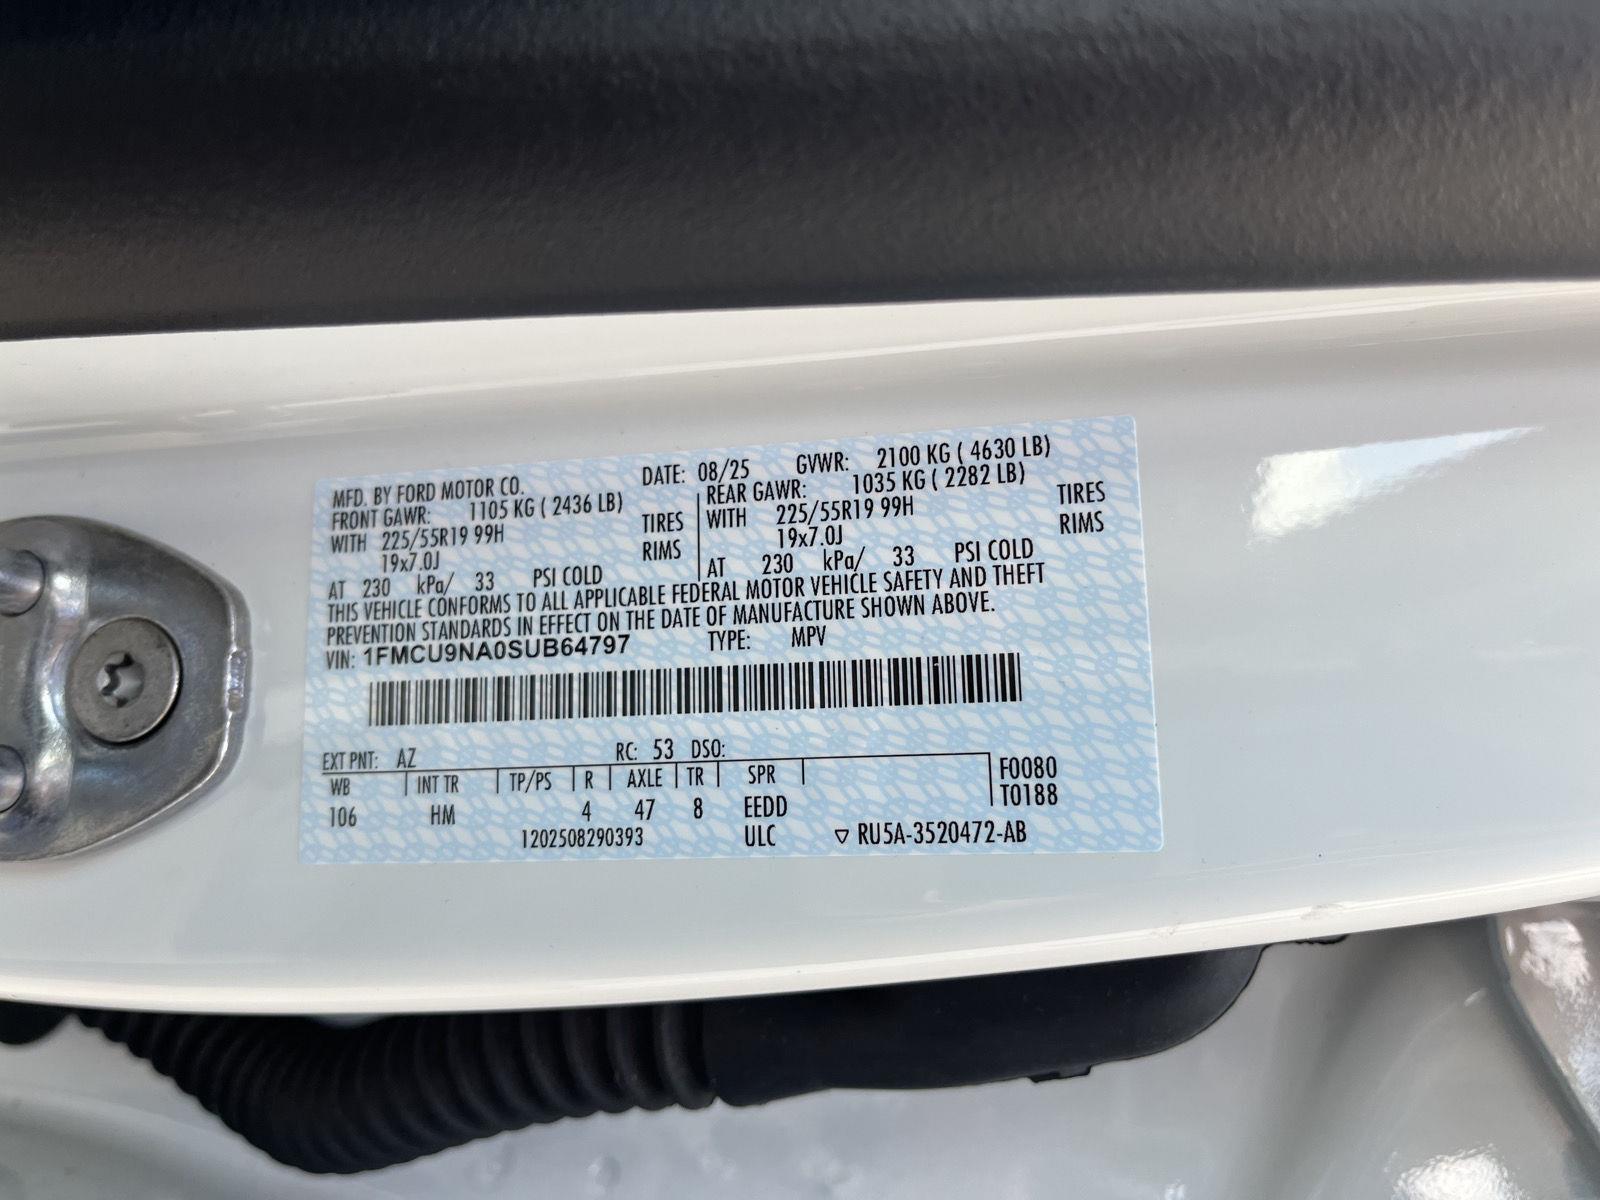 MFD. BY FORD MOTOR CO. DATE: 08/25 GVWR: 2100 KG ( 4630 LB)
FRONT GAWR: 1105 KG ( 2436 LB) REAR GAWR: 1035 KG ( 2282 LB)
WITH 225/55R19 99H TIRES WITH 225/55R19 99H TIRES
19x7.0J RIMS 19x7.0J RIMS
AT 230 kPa/ 33 PSI COLD AT 230 kPa/ 33 PSI COLD
THIS VEHICLE CONFORMS TO ALL APPLICABLE FEDERAL MOTOR VEHICLE SAFETY AND THEFT
PREVENTION STANDARDS IN EFFECT ON THE DATE OF MANUFACTURE SHOWN ABOVE.
VIN: 1FMCU9NA0SUB64797 TYPE: MPV
EXT PNT: AZ RC: 53 DSO:
WB INT TR TP/PS R AXLE TR SPR F0080
106 HM 4 47 8 EEDD T0188
1202508290393 ULC ▽ RU5A-3520472-AB